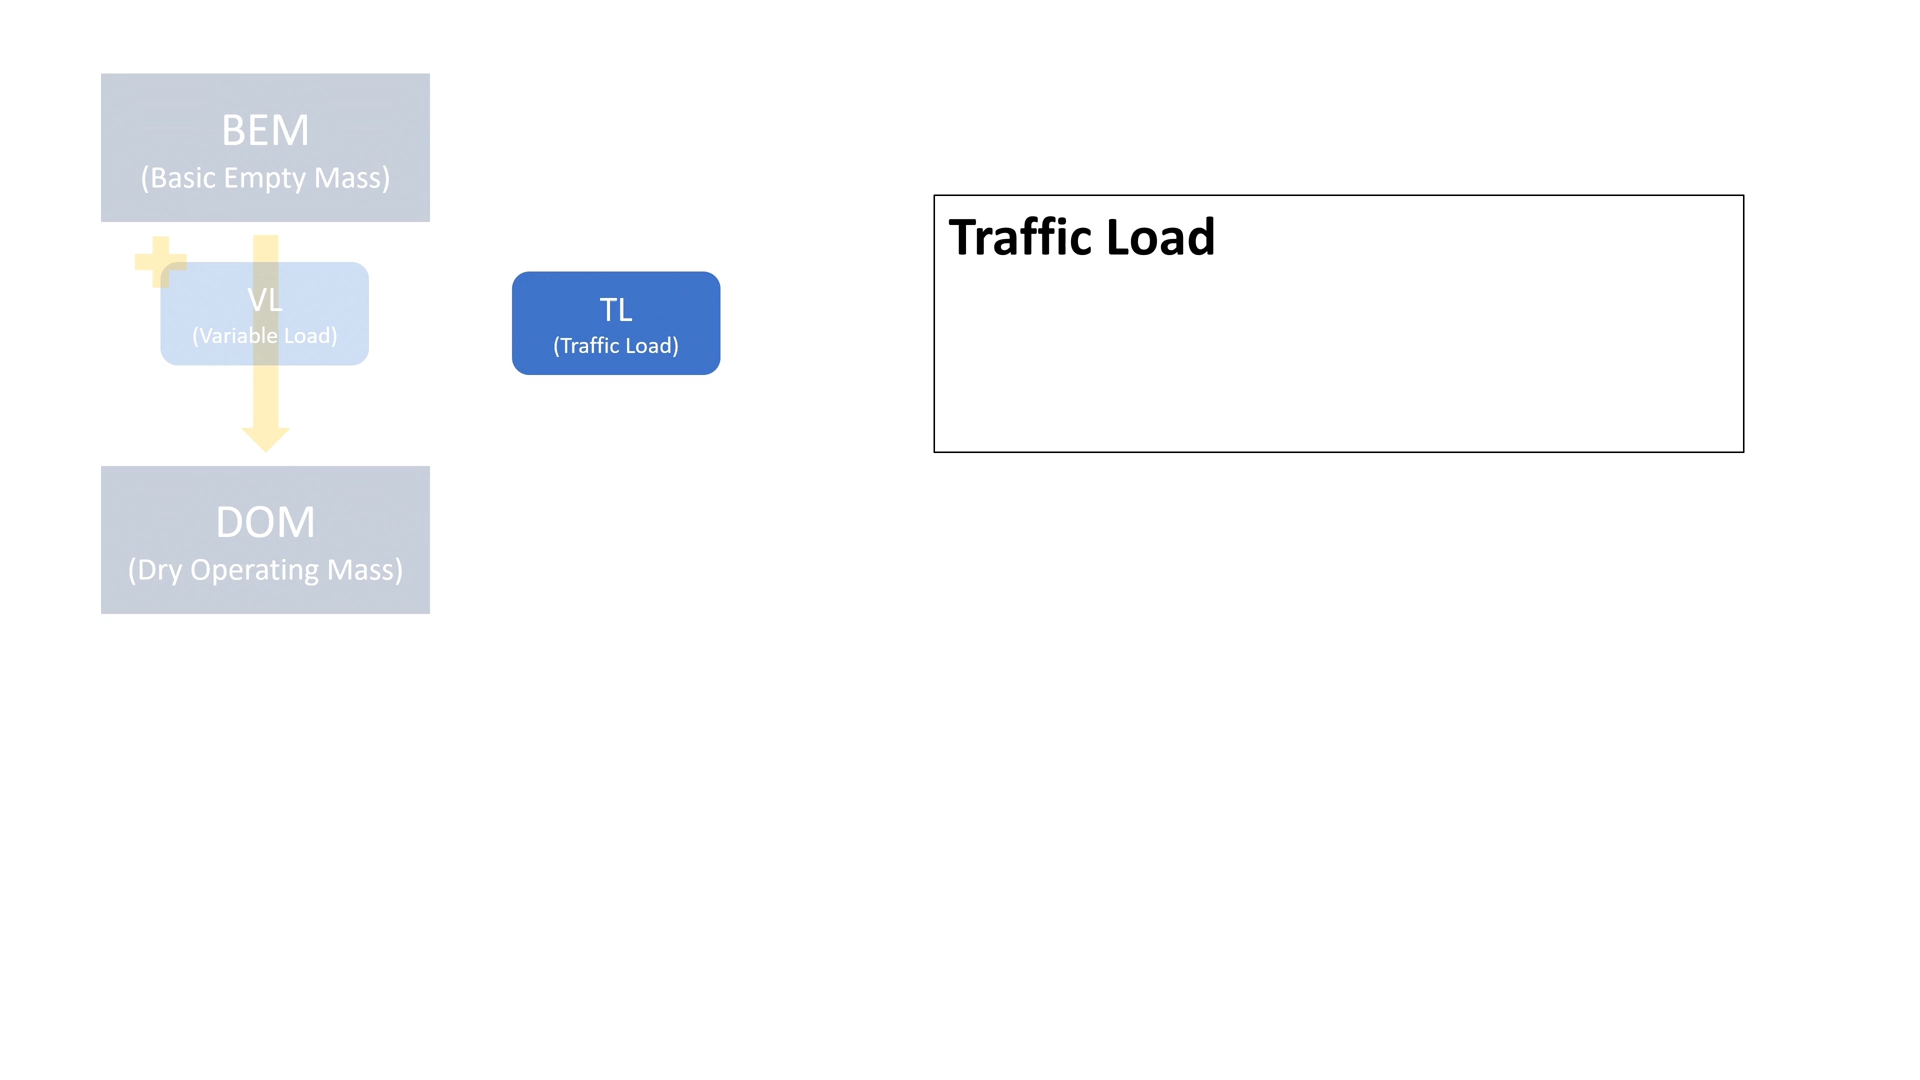 BEM
(Basic Empty Mass)
VL
(Variable Load)
DOM
(Dry Operating Mass)
TL
(Traffic Load)
Traffic Load